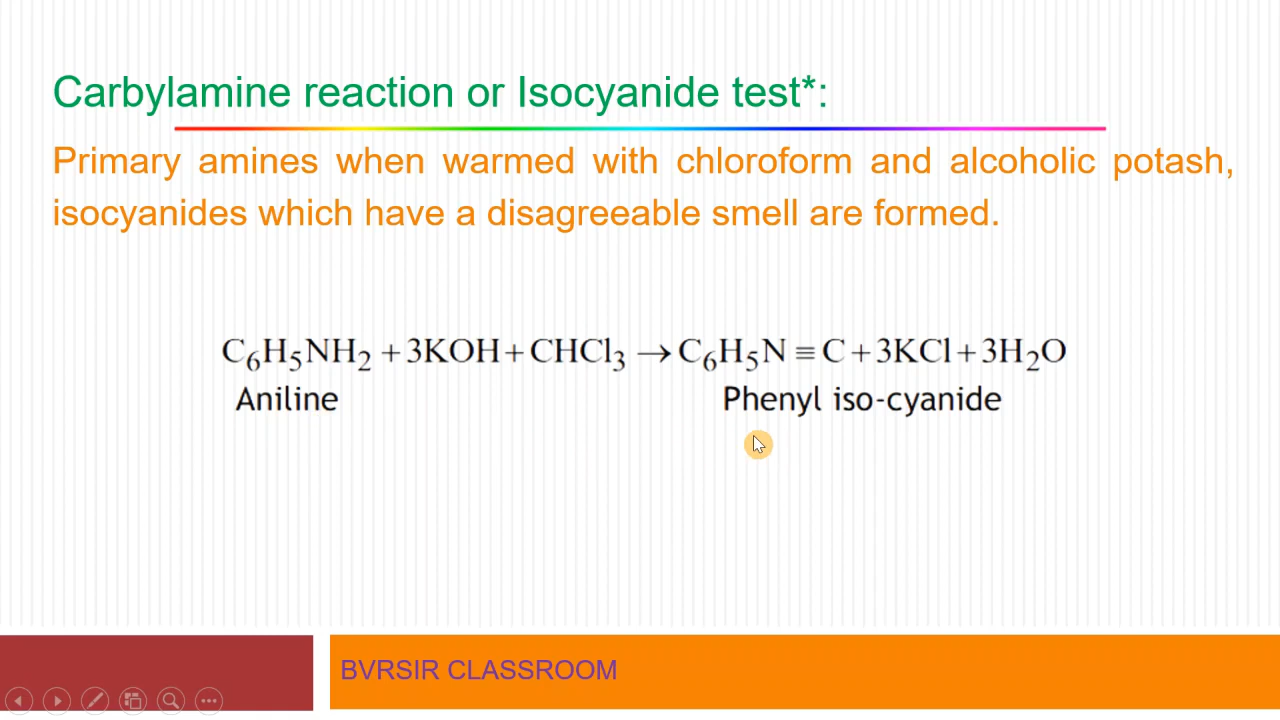 Carbylamine reaction or Isocyanide test*:
Primary amines when warmed with chloroform and alcoholic potash,
isocyanides which have a disagreeable smell are formed.
C₆H₅NH₂ + 3KOH + CHCl₃ → C₆H₅N ≡ C + 3KCl + 3H₂O
Aniline Phenyl iso-cyanide
BVRSIR CLASSROOM